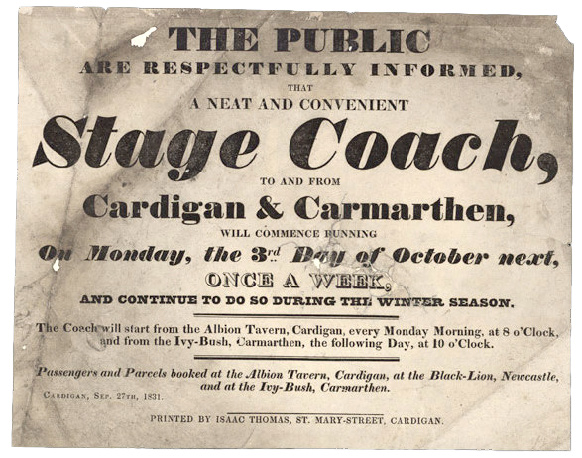 THE PUBLIC
ARE RESPECTFULLY INFORMED,
THAT
A NEAT AND CONVENIENT
Stage Coach,
TO AND FROM
Cardigan & Carmarthen,
WILL COMMENCE RUNNING
On Monday, the 3rd Day of October next,
ONCE A WEEK,
AND CONTINUE TO DO SO DURING THE WINTER SEASON.
The Coach will start from the Albion Tavern, Cardigan, every Monday Morning, at 8 o'Clock,
and from the Ivy-Bush, Carmarthen, the following Day, at 10 o'Clock.
Passengers and Parcels booked at the Albion Tavern, Cardigan, at the Black-Lion, Newcastle,
and at the Ivy-Bush, Carmarthen.
CARDIGAN, SEP. 27TH, 1831.
PRINTED BY ISAAC THOMAS, ST. MARY-STREET, CARDIGAN.